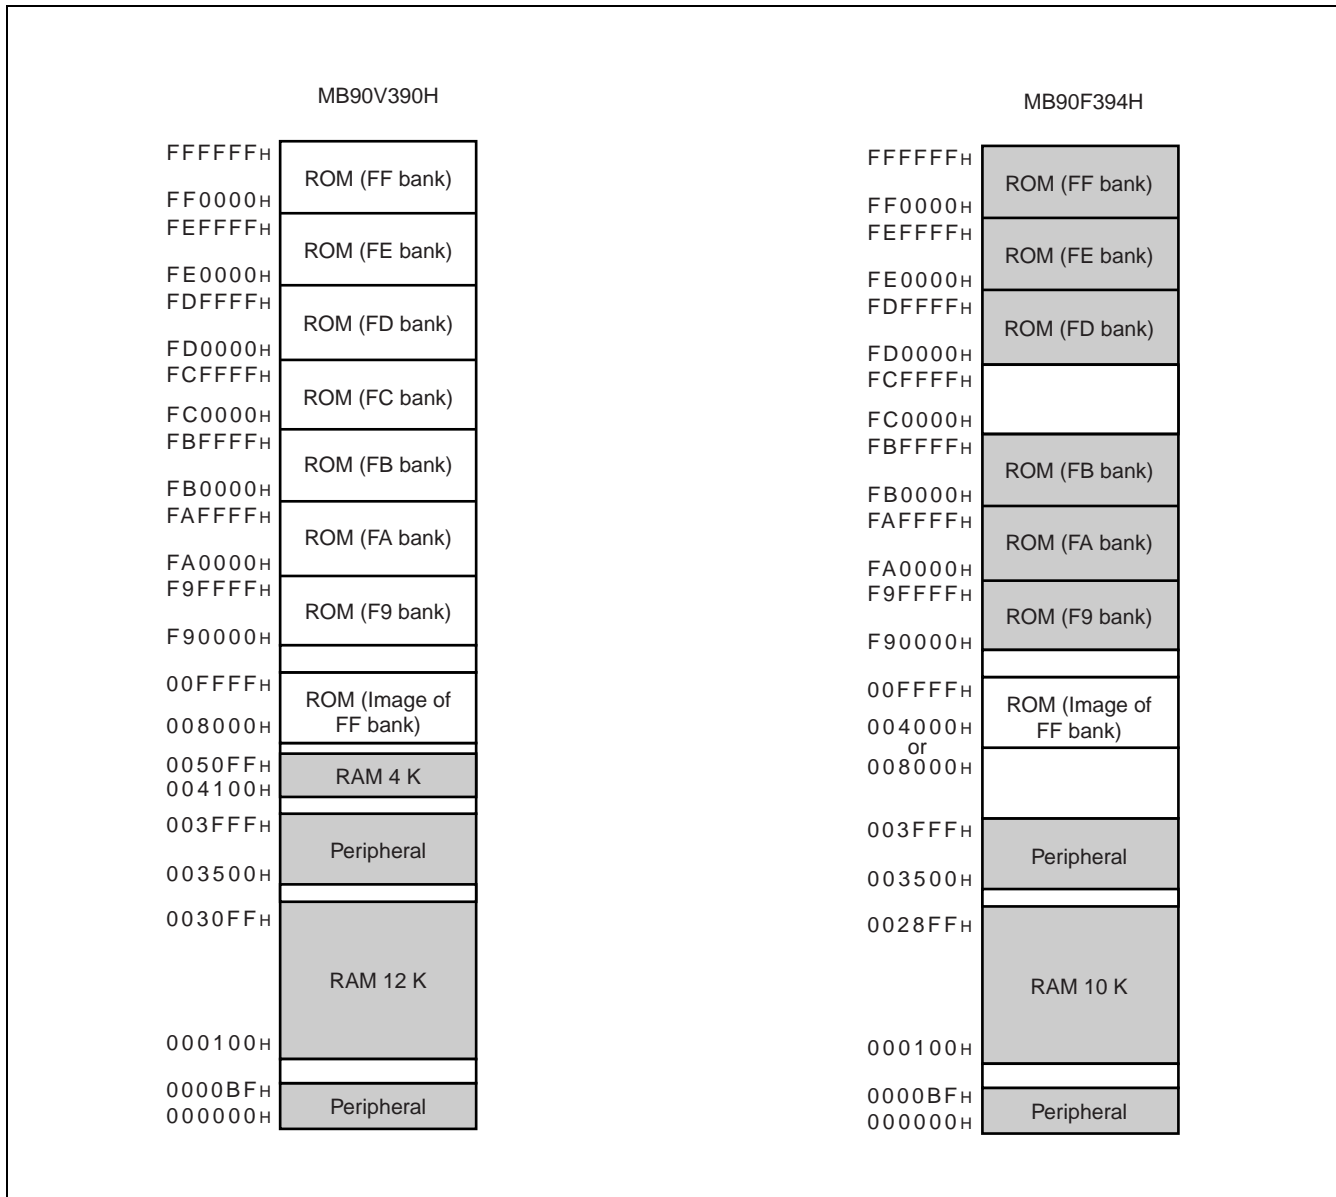 MB90V390H
FFFFFFH
ROM (FF bank)
FF0000H
FEFFFFH
ROM (FE bank)
FE0000H
FDFFFFH
ROM (FD bank)
FD0000H
FCFFFFH
ROM (FC bank)
FC0000H
FBFFFFH
ROM (FB bank)
FB0000H
FAFFFFH
ROM (FA bank)
FA0000H
F9FFFFH
ROM (F9 bank)
F90000H
00FFFFH
ROM (Image of
FF bank)
008000H
0050FFH
RAM 4 K
004100H
003FFFH
Peripheral
003500H
0030FFH
RAM 12 K
000100H
0000BFH
Peripheral
000000H
MB90F394H
FFFFFFH
ROM (FF bank)
FF0000H
FEFFFFH
ROM (FE bank)
FE0000H
FDFFFFH
ROM (FD bank)
FD0000H
FCFFFFH
FC0000H
FBFFFFH
ROM (FB bank)
FB0000H
FAFFFFH
ROM (FA bank)
FA0000H
F9FFFFH
ROM (F9 bank)
F90000H
00FFFFH
ROM (Image of
FF bank)
004000H
or
008000H
003FFFH
Peripheral
003500H
0028FFH
RAM 10 K
000100H
0000BFH
Peripheral
000000H